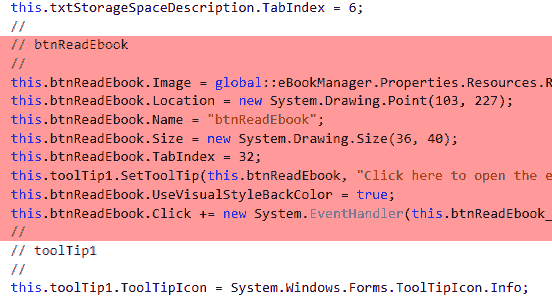 this.txtStorageSpaceDescription.TabIndex = 6;
//
// btnReadEbook
//
this.btnReadEbook.Image = global::eBookManager.Properties.Resources.R
this.btnReadEbook.Location = new System.Drawing.Point(103, 227);
this.btnReadEbook.Name = "btnReadEbook";
this.btnReadEbook.Size = new System.Drawing.Size(36, 40);
this.btnReadEbook.TabIndex = 32;
this.toolTip1.SetToolTip(this.btnReadEbook, "Click here to open the e
this.btnReadEbook.UseVisualStyleBackColor = true;
this.btnReadEbook.Click += new System.EventHandler(this.btnReadEbook_
//
// toolTip1
//
this.toolTip1.ToolTipIcon = System.Windows.Forms.ToolTipIcon.Info;